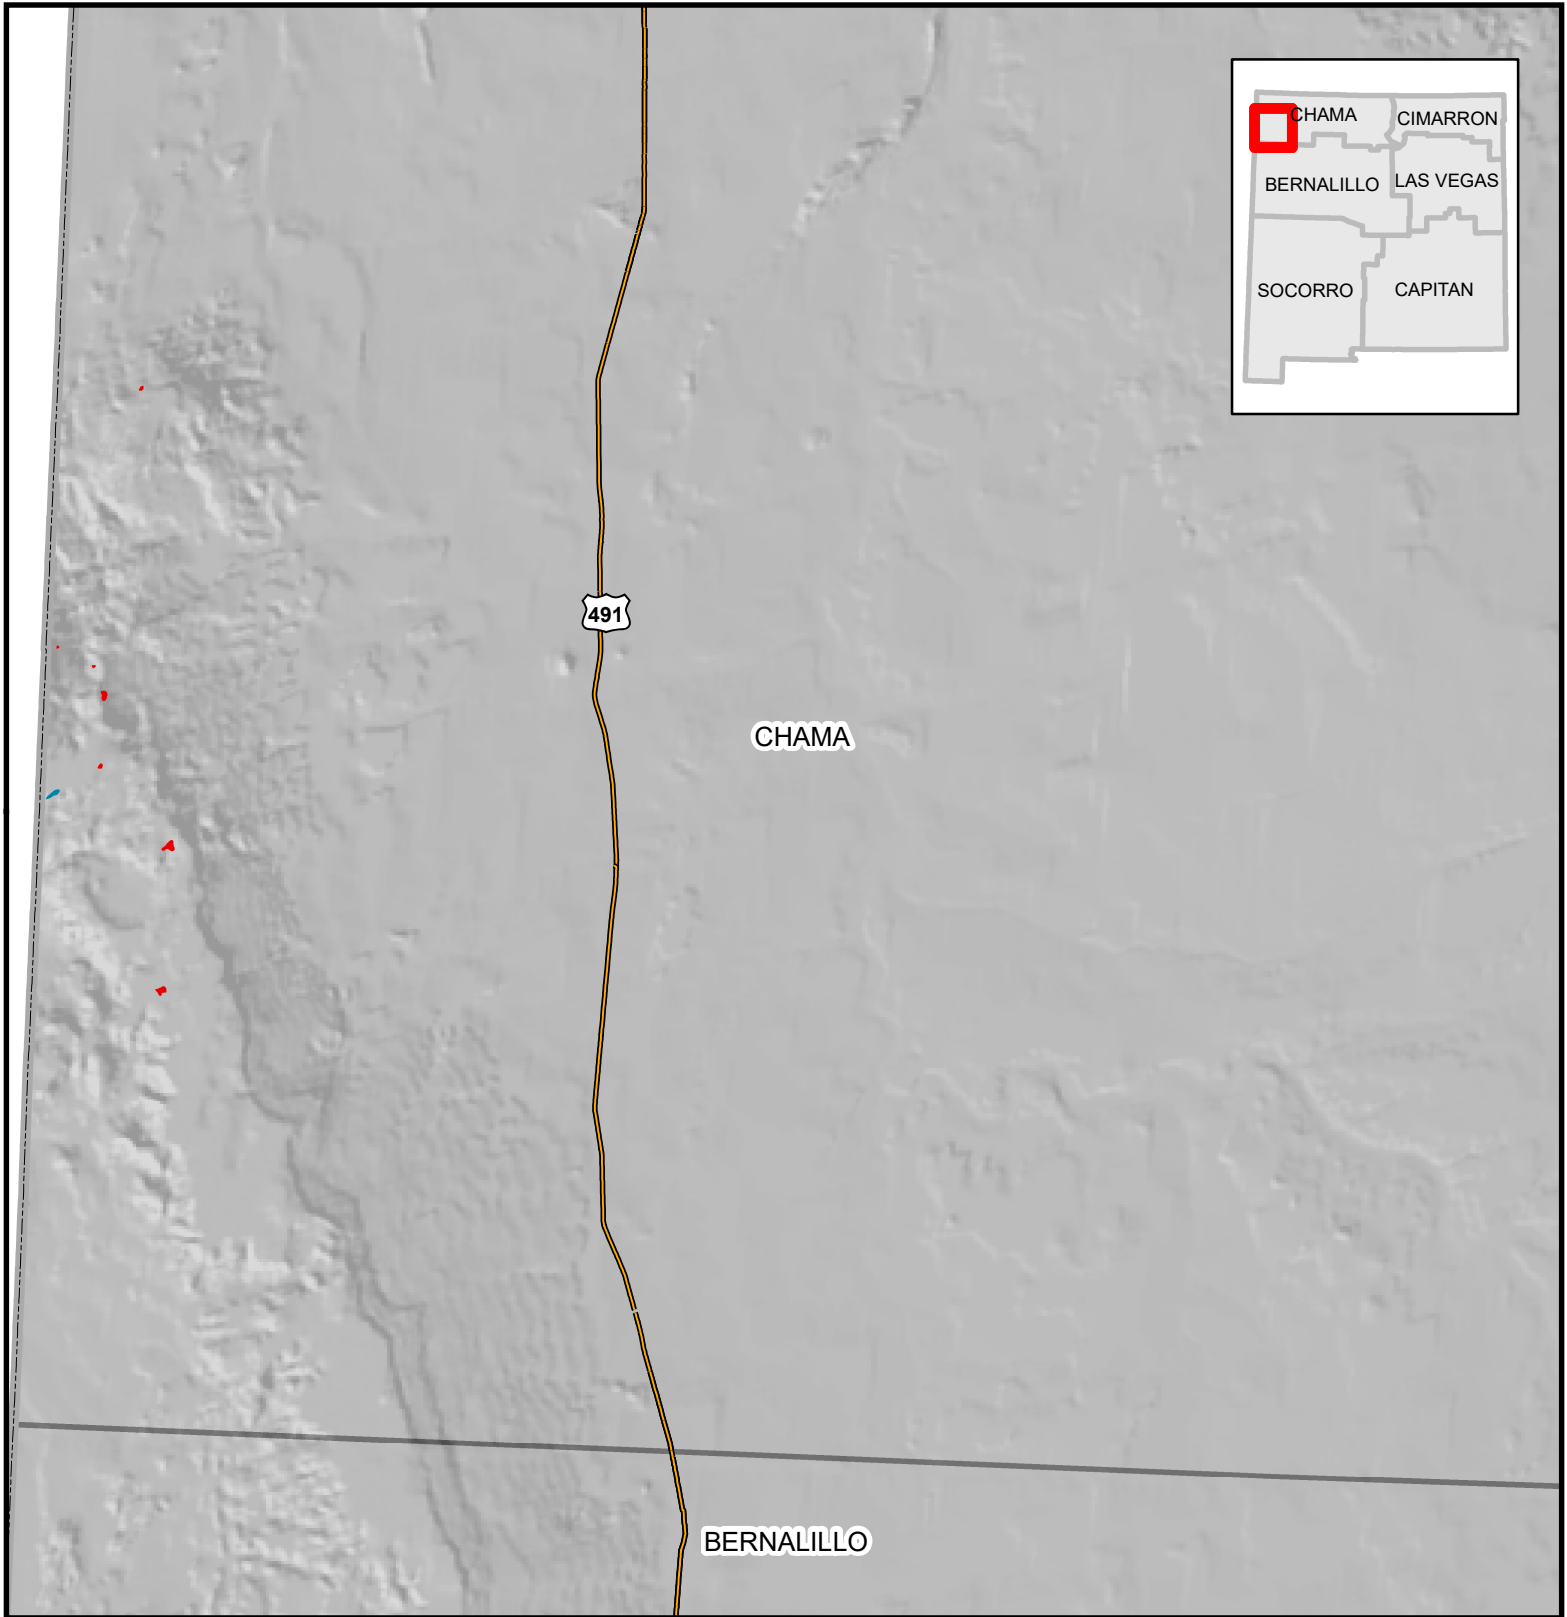 CHAMA
CIMARRON
BERNALILLO
LAS VEGAS
SOCORRO
CAPITAN
491
CHAMA
BERNALILLO